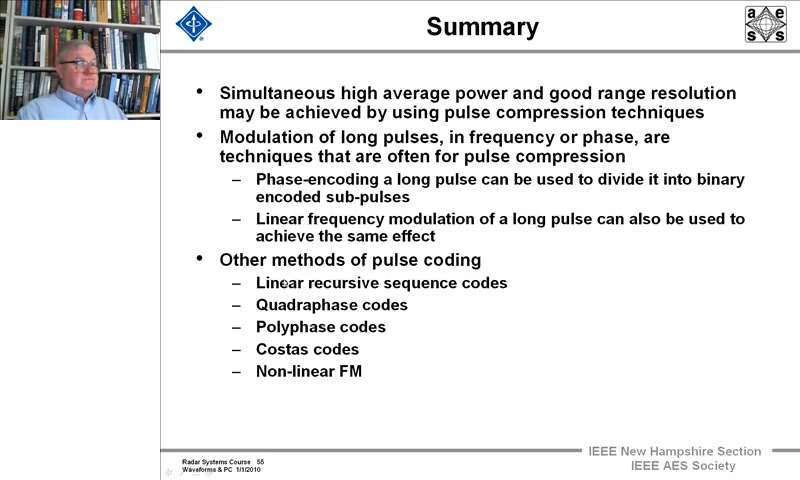 Summary
a e
s s
• Simultaneous high average power and good range resolution
may be achieved by using pulse compression techniques
• Modulation of long pulses, in frequency or phase, are
techniques that are often for pulse compression
– Phase-encoding a long pulse can be used to divide it into binary
encoded sub-pulses
– Linear frequency modulation of a long pulse can also be used to
achieve the same effect
• Other methods of pulse coding
– Linear recursive sequence codes
– Quadraphase codes
– Polyphase codes
– Costas codes
– Non-linear FM
Radar Systems Course 55
Waveforms & PC 1/1/2010
IEEE New Hampshire Section
IEEE AES Society